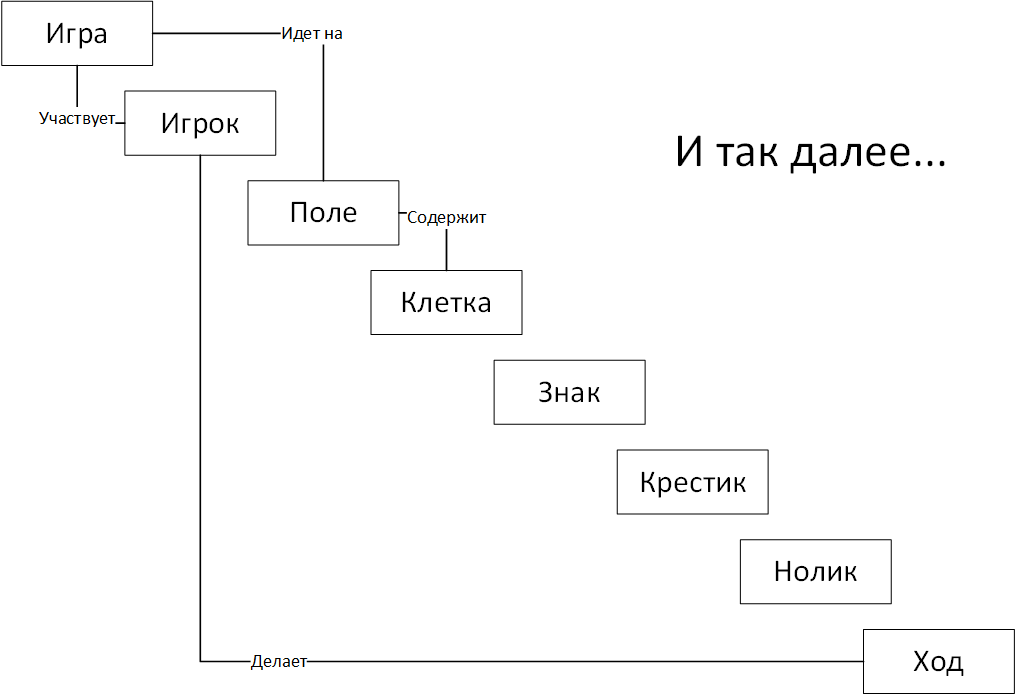 Игра
Идет на
Участвует
Игрок
И так далее...
Поле
Содержит
Клетка
Знак
Крестик
Нолик
Делает
Ход